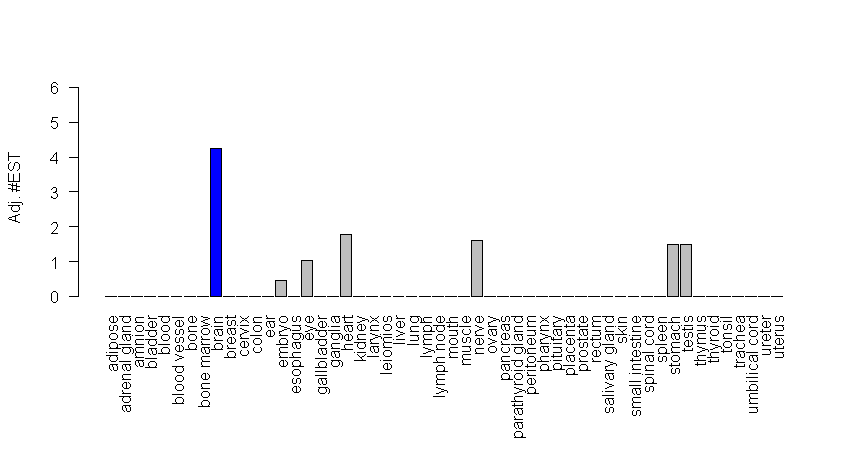 Adj. #EST
6
5
4
3
2
1
0
adipose
adrenal gland
amnion
bladder
blood
blood vessel
bone
bone marrow
brain
breast
cervix
colon
ear
embryo
esophagus
eye
gallbladder
ganglia
heart
kidney
larynx
leiomios
liver
lung
lymph
lymph node
mouth
muscle
nerve
ovary
pancreas
parathyroid gland
peritoneum
pharynx
pituitary
placenta
prostate
rectum
salivary gland
skin
small intestine
spinal cord
spleen
stomach
testis
thymus
thyroid
tonsil
trachea
umbilical cord
ureter
uterus